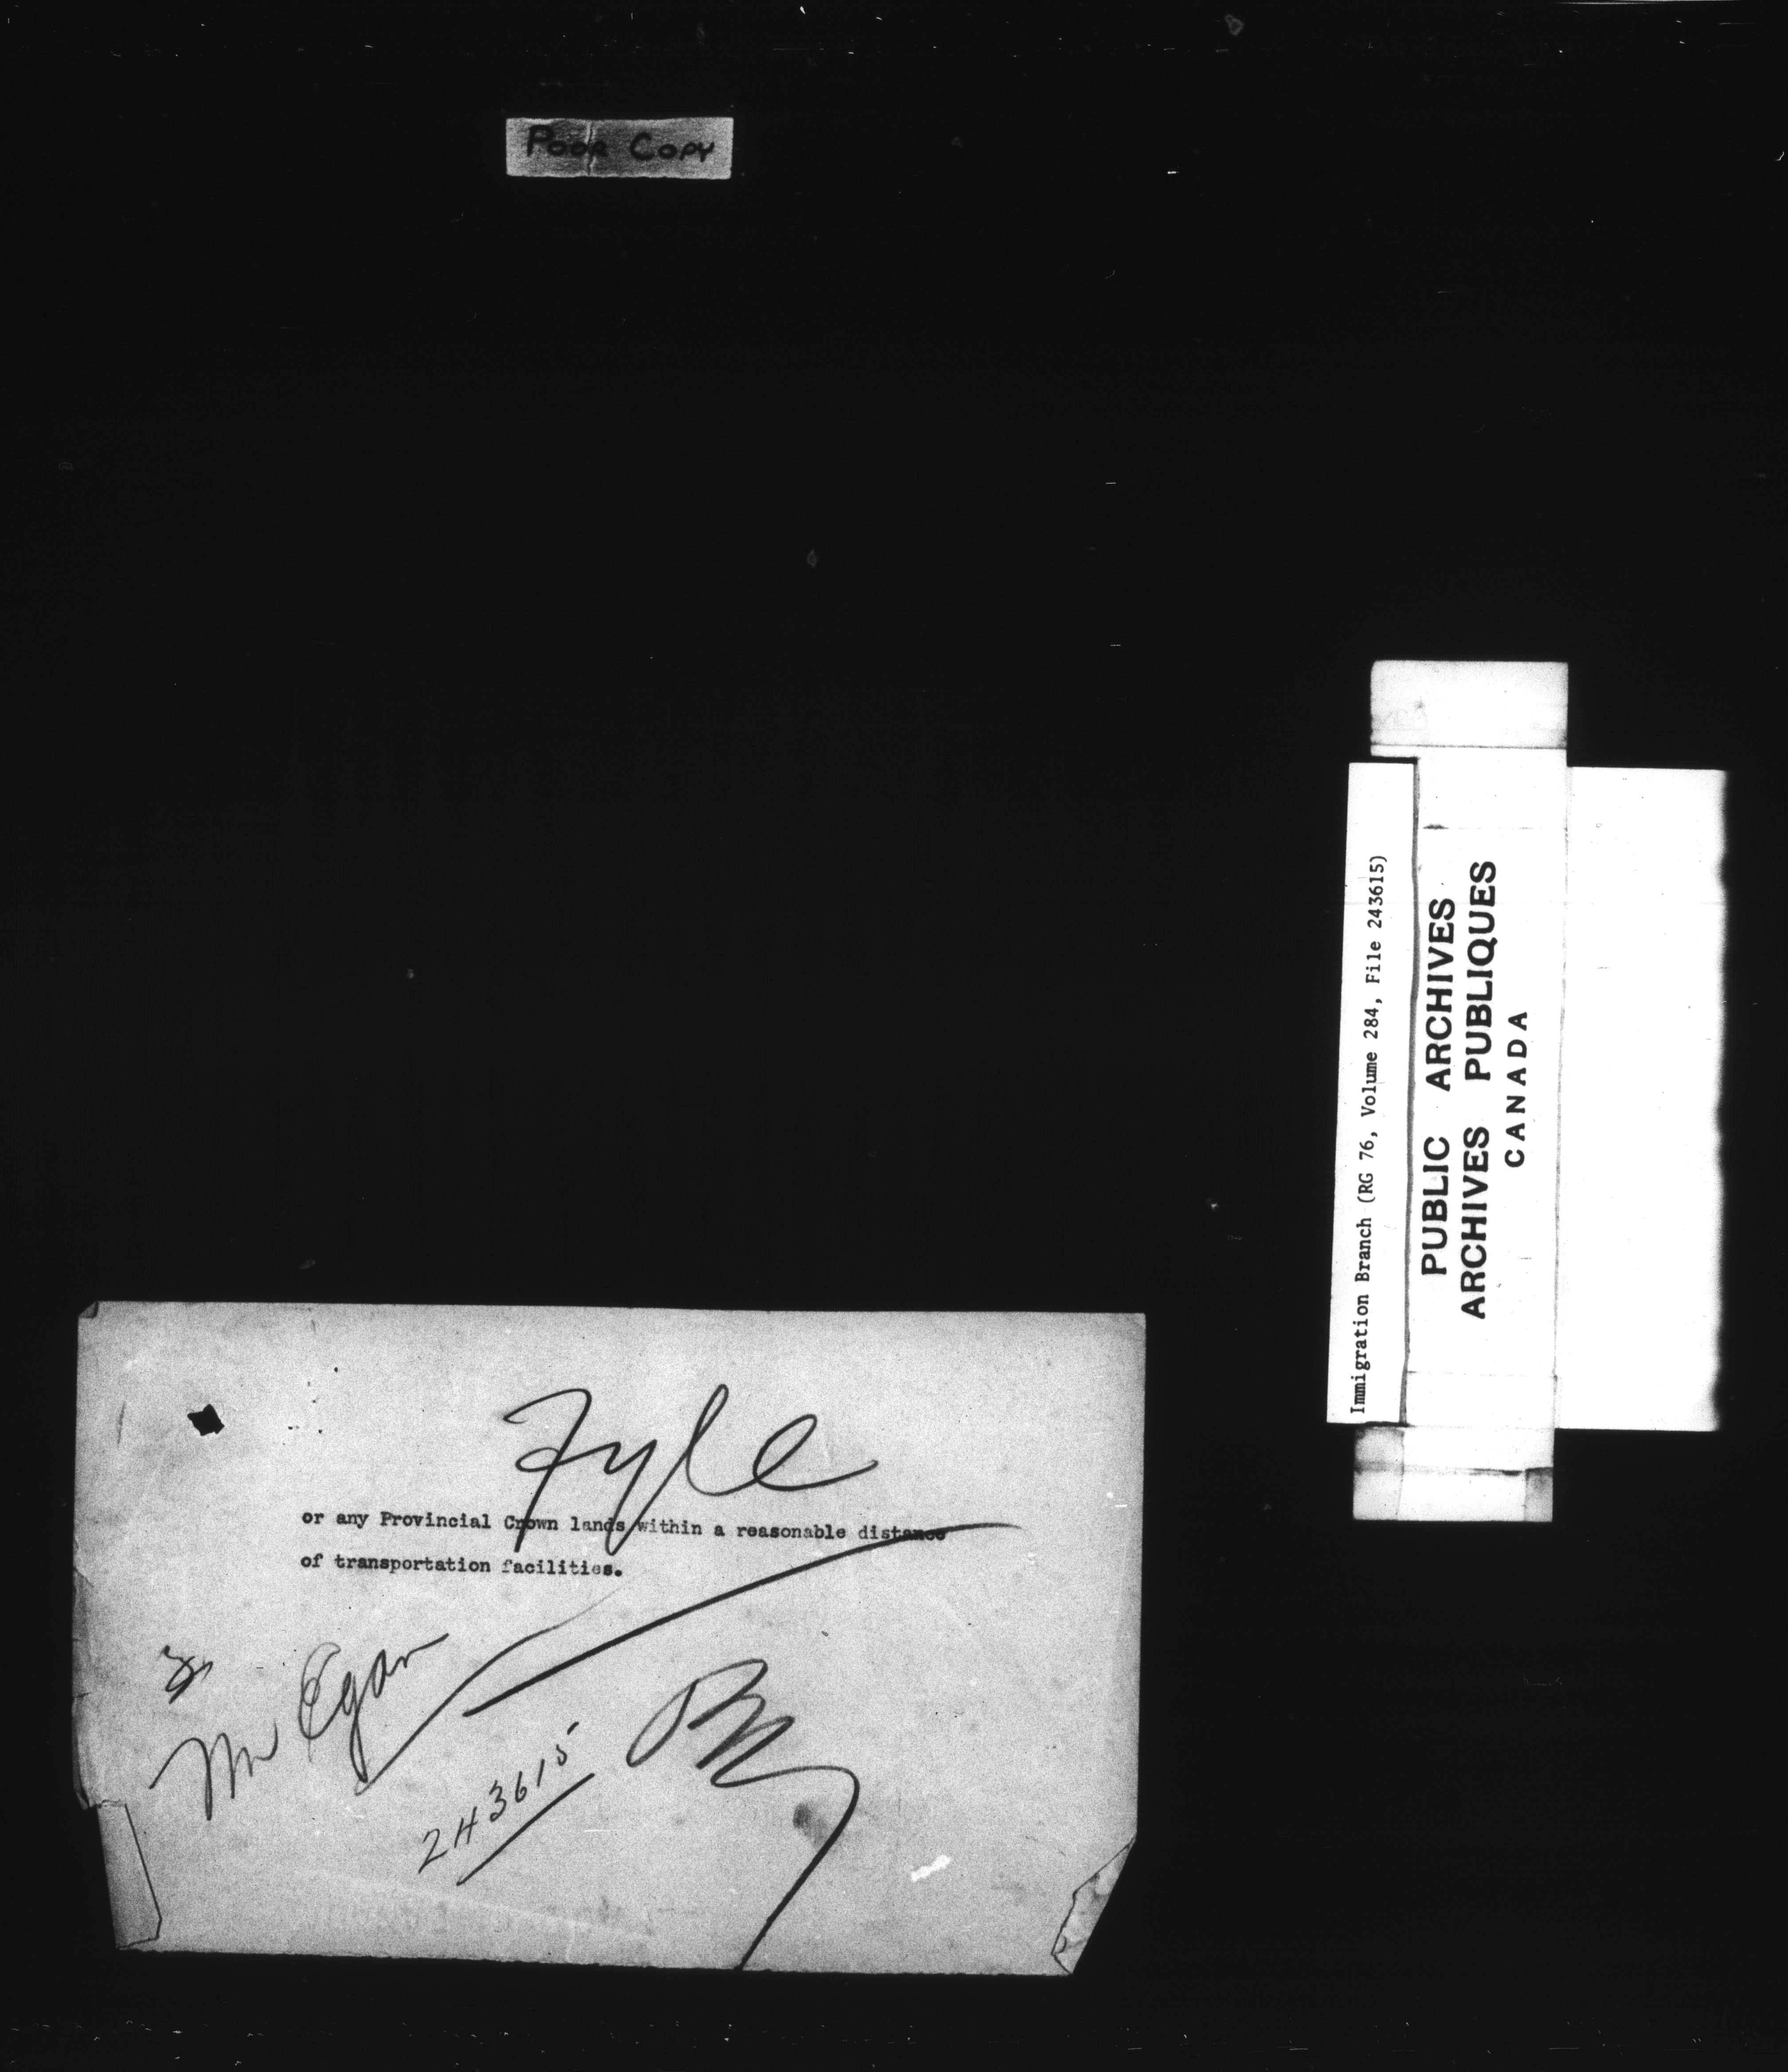 Poor Copy
Fyle
or any Provincial Crown lands within a reasonable distance
of transportation facilities.
Mr Egan
243615
Immigration Branch (RG 76, Volume 284, File 243615)
PUBLIC ARCHIVES
ARCHIVES PUBLIQUES
CANADA